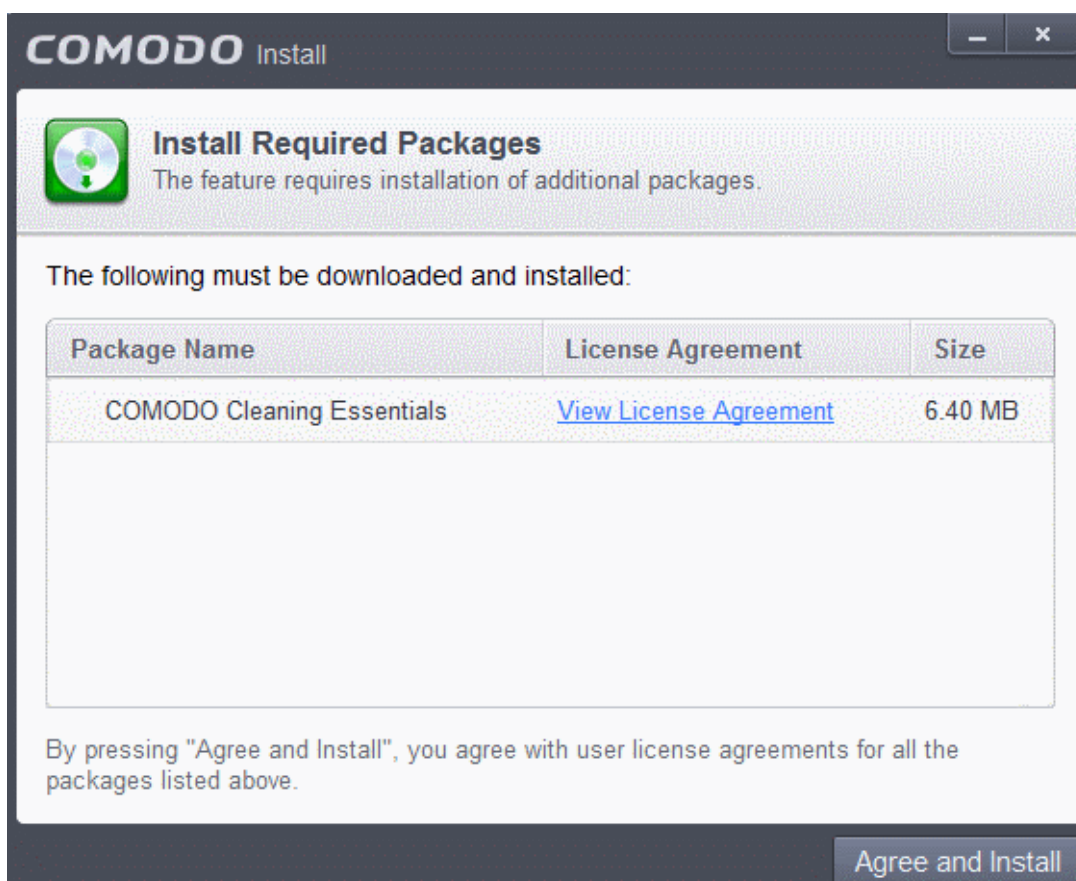 COMODO Install
Install Required Packages
The feature requires installation of additional packages.
The following must be downloaded and installed:
Package Name License Agreement Size
COMODO Cleaning Essentials View License Agreement 6.40 MB
By pressing "Agree and Install", you agree with user license agreements for all the
packages listed above.
Agree and Install